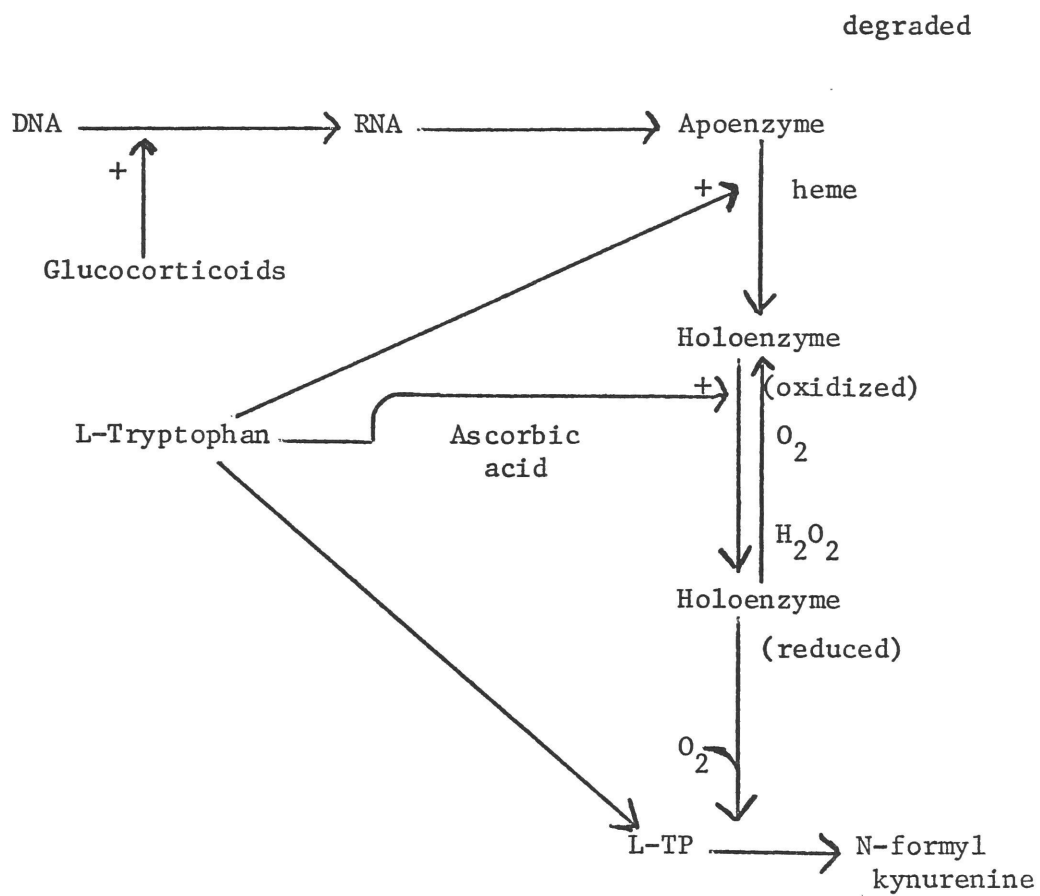 degraded
DNA
RNA
Apoenzyme
+
+
heme
Glucocorticoids
Holoenzyme
+
(oxidized)
L-Tryptophan
Ascorbic
acid
O2
H2O2
Holoenzyme
(reduced)
O2
L-TP
N-formyl
kynurenine